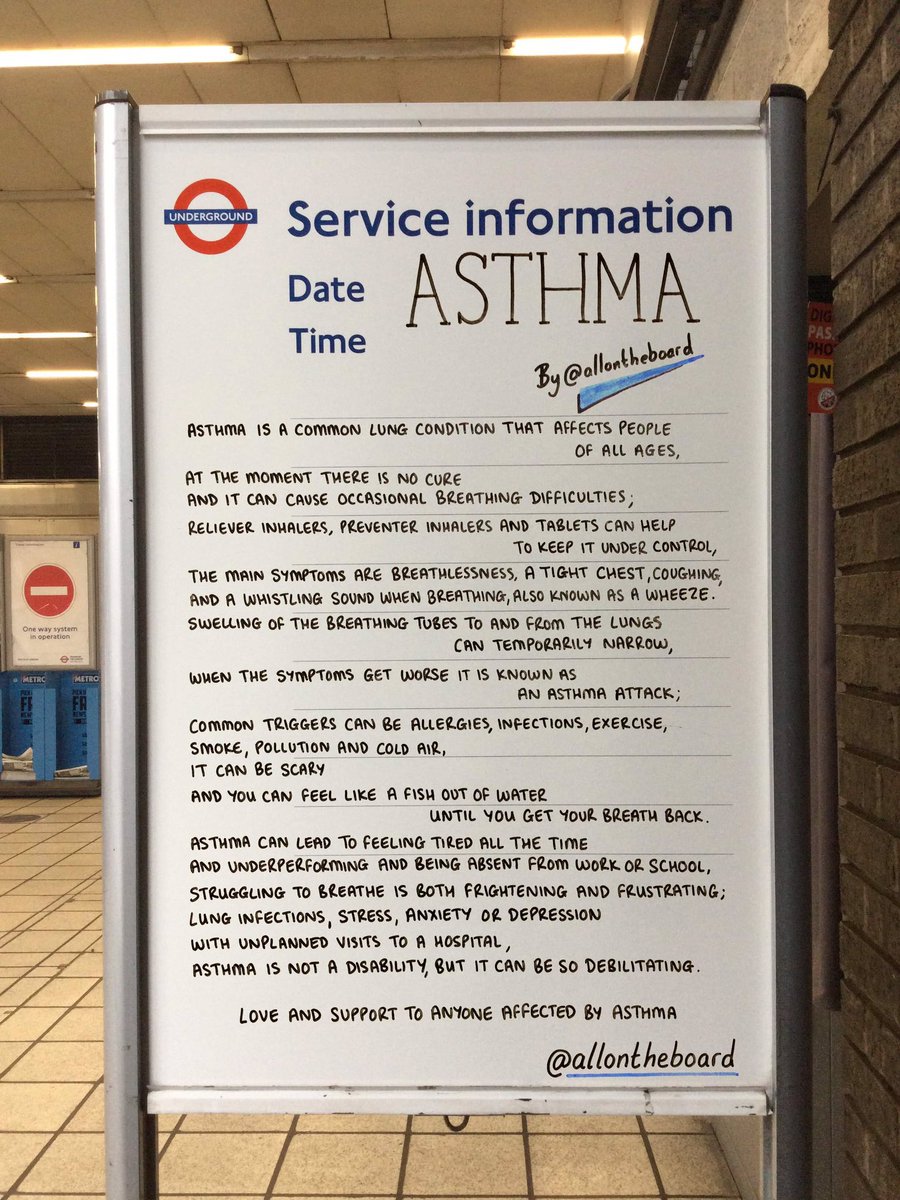 UNDERGROUND
Service information
Date
Time
ASTHMA
By @allontheboard
ASTHMA IS A COMMON LUNG CONDITION THAT AFFECTS PEOPLE
OF ALL AGES,
AT THE MOMENT THERE IS NO CURE
AND IT CAN CAUSE OCCASIONAL BREATHING DIFFICULTIES;
RELIEVER INHALERS, PREVENTER INHALERS AND TABLETS CAN HELP
TO KEEP IT UNDER CONTROL,
THE MAIN SYMPTOMS ARE BREATHLESSNESS, A TIGHT CHEST, COUGHING,
AND A WHISTLING SOUND WHEN BREATHING, ALSO KNOWN AS A WHEEZE.
SWELLING OF THE BREATHING TUBES TO AND FROM THE LUNGS
CAN TEMPORARILY NARROW,
WHEN THE SYMPTOMS GET WORSE IT IS KNOWN AS
AN ASTHMA ATTACK;
COMMON TRIGGERS CAN BE ALLERGIES, INFECTIONS, EXERCISE,
SMOKE, POLLUTION AND COLD AIR,
IT CAN BE SCARY
AND YOU CAN FEEL LIKE A FISH OUT OF WATER
UNTIL YOU GET YOUR BREATH BACK.
ASTHMA CAN LEAD TO FEELING TIRED ALL THE TIME
AND UNDERPERFORMING AND BEING ABSENT FROM WORK OR SCHOOL,
STRUGGLING TO BREATHE IS BOTH FRIGHTENING AND FRUSTRATING;
LUNG INFECTIONS, STRESS, ANXIETY OR DEPRESSION
WITH UNPLANNED VISITS TO A HOSPITAL,
ASTHMA IS NOT A DISABILITY, BUT IT CAN BE SO DEBILITATING.
LOVE AND SUPPORT TO ANYONE AFFECTED BY ASTHMA
@allontheboard
One way system
in operation
METRO
METRO
DIG
PAS
PHO
ON